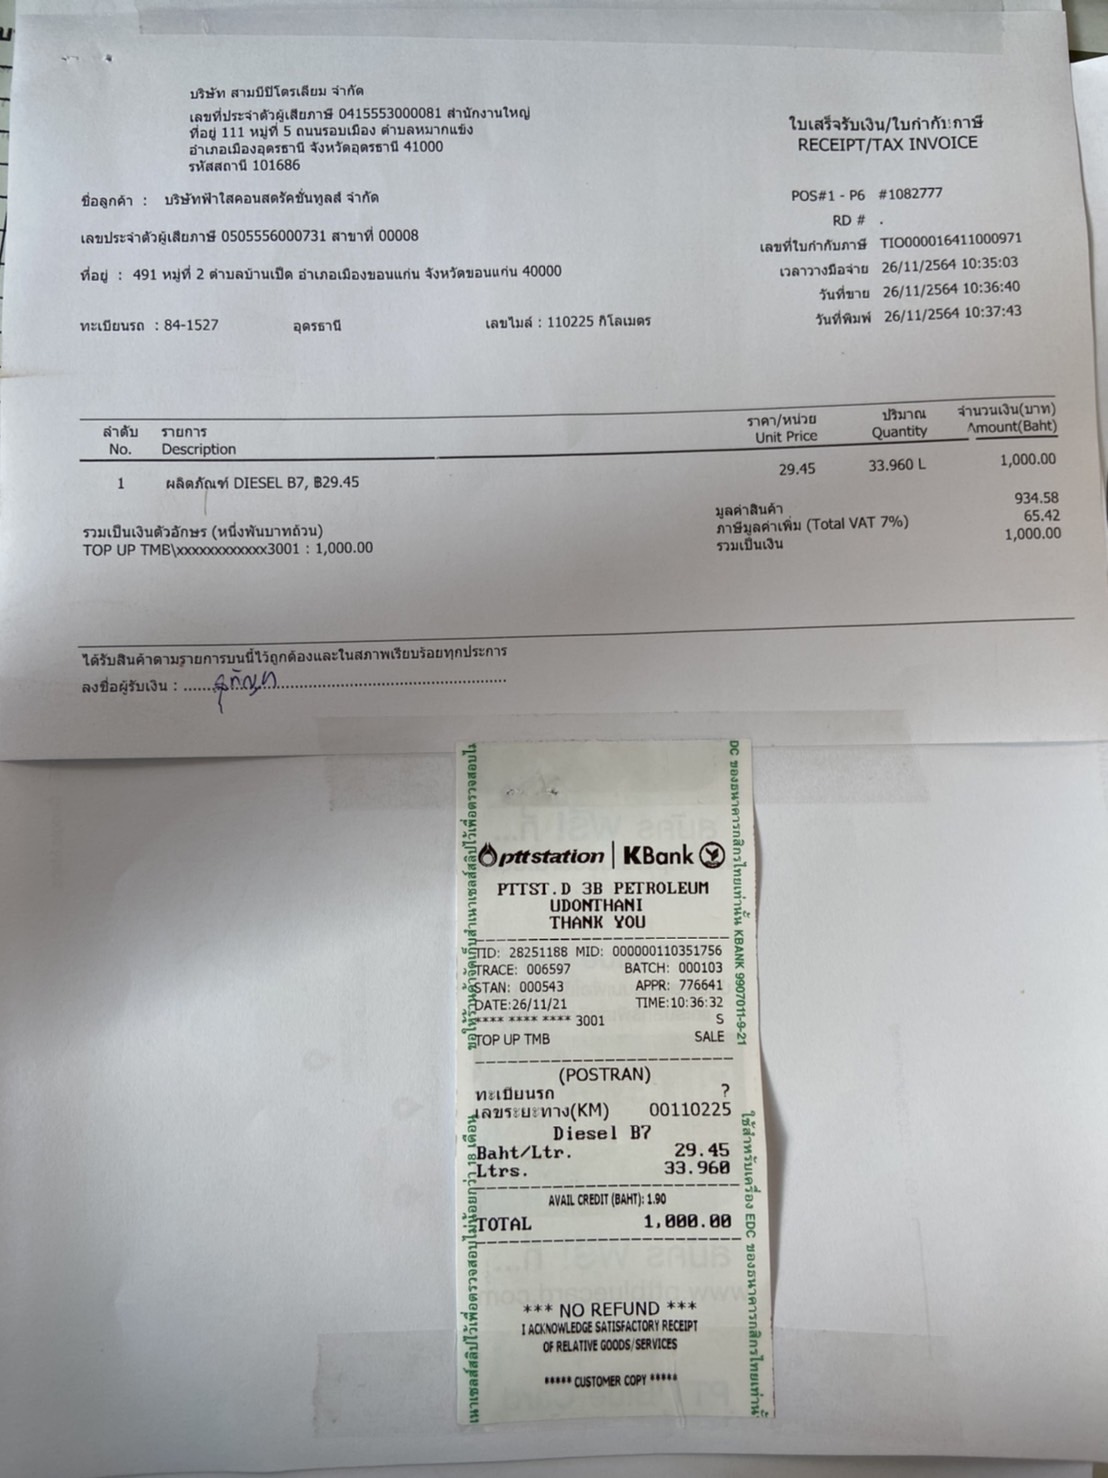 บริษัท สามบีปิโตรเลียม จำกัด
เลขที่ประจำตัวผู้เสียภาษี 0415553000081 สำนักงานใหญ่
ที่อยู่ 111 หมู่ที่ 5 ถนนรอบเมือง ตำบลหมากแข้ง
อำเภอเมืองอุดรธานี จังหวัดอุดรธานี 41000
รหัสสถานี 101686
ใบเสร็จรับเงิน/ใบกำกับภาษี
RECEIPT/TAX INVOICE
ชื่อลูกค้า : บริษัทฟ้าใสคอนสตรัคชั่นทูลส์ จำกัด
เลขประจำตัวผู้เสียภาษี 0505556000731 สาขาที่ 00008
ที่อยู่ : 491 หมู่ที่ 2 ตำบลบ้านเป็ด อำเภอเมืองขอนแก่น จังหวัดขอนแก่น 40000
ทะเบียนรถ : 84-1527 อุดรธานี เลขไมล์ : 110225 กิโลเมตร
POS#1 - P6 #1082777
RD # .
เลขที่ใบกำกับภาษี TIO000016411000971
เวลาวางมือจ่าย 26/11/2564 10:35:03
วันที่ขาย 26/11/2564 10:36:40
วันที่พิมพ์ 26/11/2564 10:37:43
ลำดับ รายการ ราคา/หน่วย ปริมาณ จำนวนเงิน(บาท)
No. Description Unit Price Quantity Amount(Baht)
1 ผลิตภัณฑ์ DIESEL B7, ฿29.45 29.45 33.960 L 1,000.00
มูลค่าสินค้า 934.58
รวมเป็นเงินตัวอักษร (หนึ่งพันบาทถ้วน) ภาษีมูลค่าเพิ่ม (Total VAT 7%) 65.42
TOP UP TMB\xxxxxxxxxxxx3001 : 1,000.00 รวมเป็นเงิน 1,000.00
ได้รับสินค้าตามรายการบนนี้ไว้ถูกต้องและในสภาพเรียบร้อยทุกประการ
ลงชื่อผู้รับเงิน :
pttstation | KBank
PTTST.D 3B PETROLEUM
UDONTHANI
THANK YOU
TID: 28251188 MID: 000000110351756
TRACE: 006597 BATCH: 000103
STAN: 000543 APPR: 776641
DATE:26/11/21 TIME:10:36:32
**** **** **** 3001 S
TOP UP TMB SALE
(POSTRAN)
ทะเบียนรถ ?
เลขระยะทาง(KM) 00110225
Diesel B7
Baht/Ltr. 29.45
Ltrs. 33.960
AVAIL CREDIT (BAHT): 1.90
TOTAL 1,000.00
*** NO REFUND ***
I ACKNOWLEDGE SATISFACTORY RECEIPT
OF RELATIVE GOODS/SERVICES
***** CUSTOMER COPY *****
DC ของธนาคารกสิกรไทยเท่านั้น KBANK 9907011-9-21
ใช้สำหรับเครื่อง EDC ของธนาคารกสิกรไทยเท่านั้